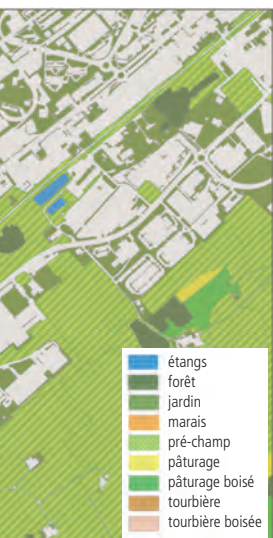 étangs
forêt
jardin
marais
pré-champ
pâturage
pâturage boisé
tourbière
tourbière boisée